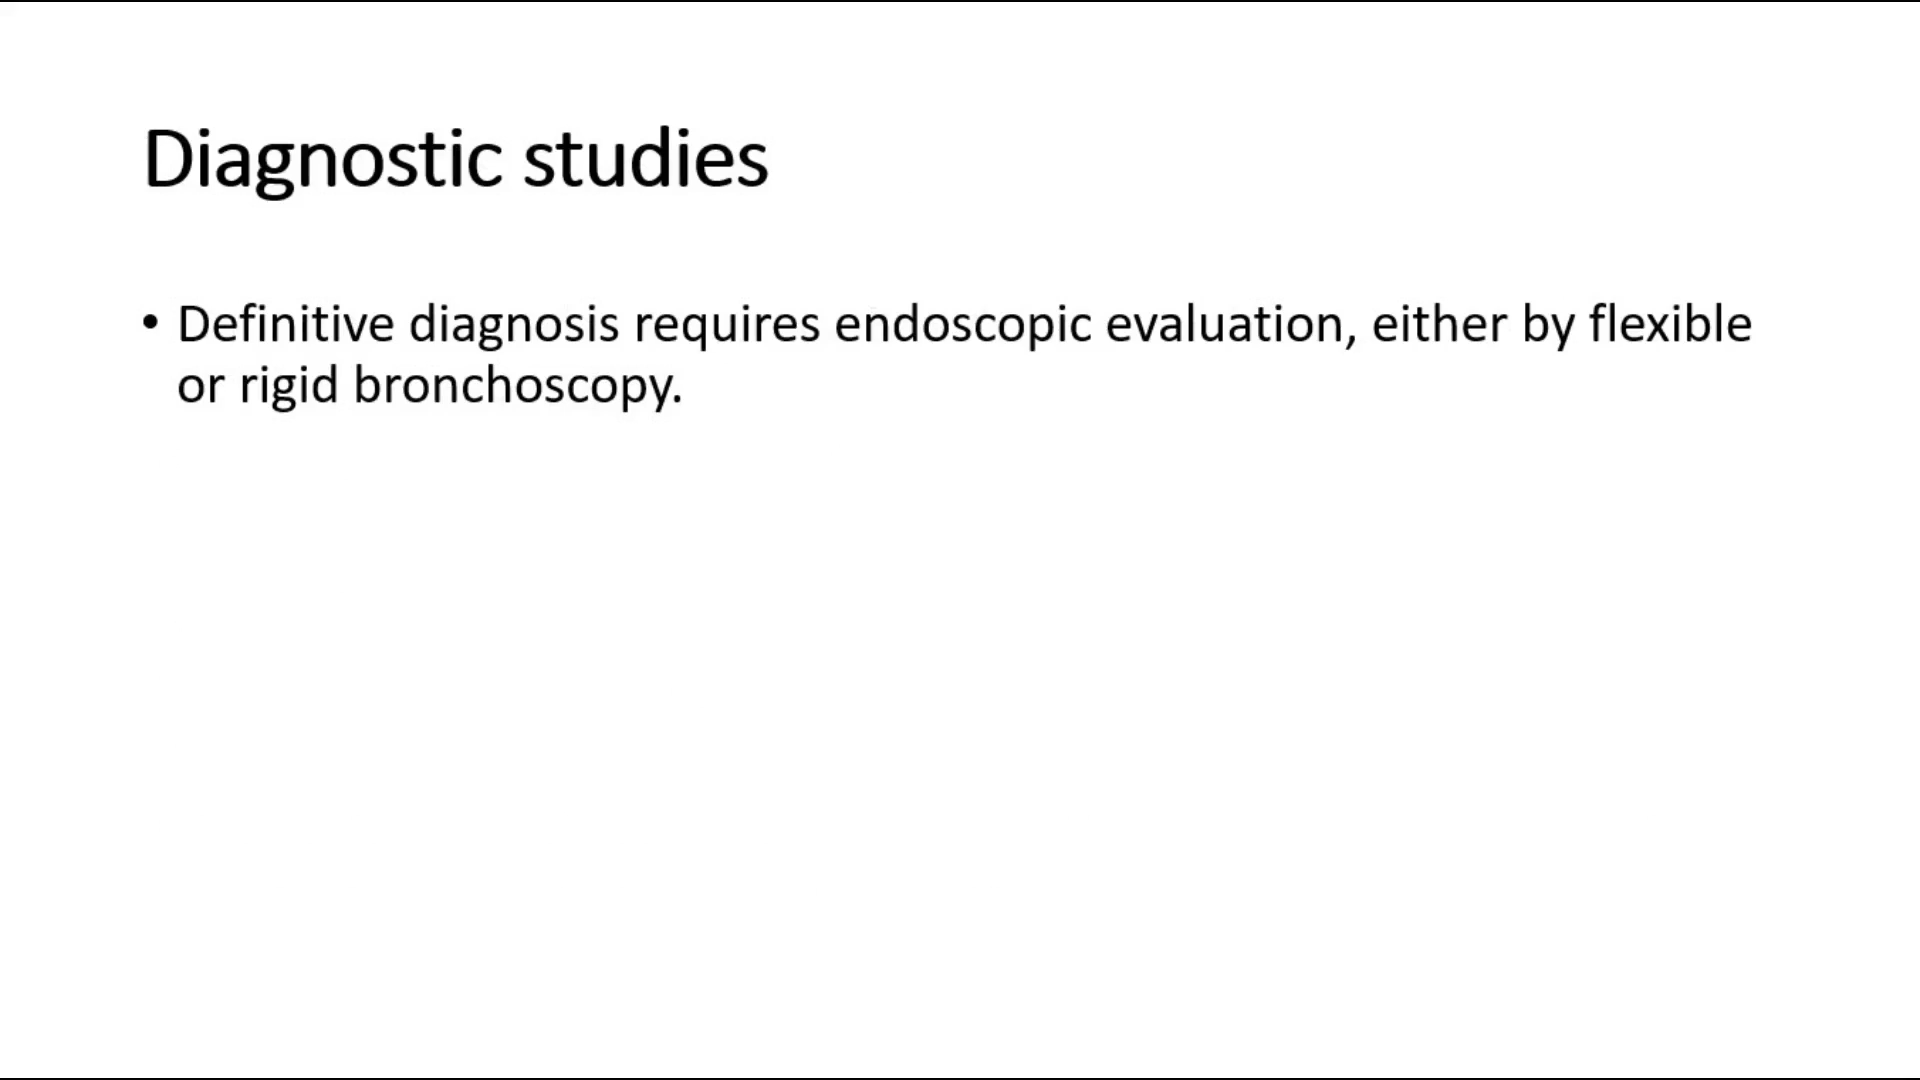 Diagnostic studies
• Definitive diagnosis requires endoscopic evaluation, either by flexible
or rigid bronchoscopy.